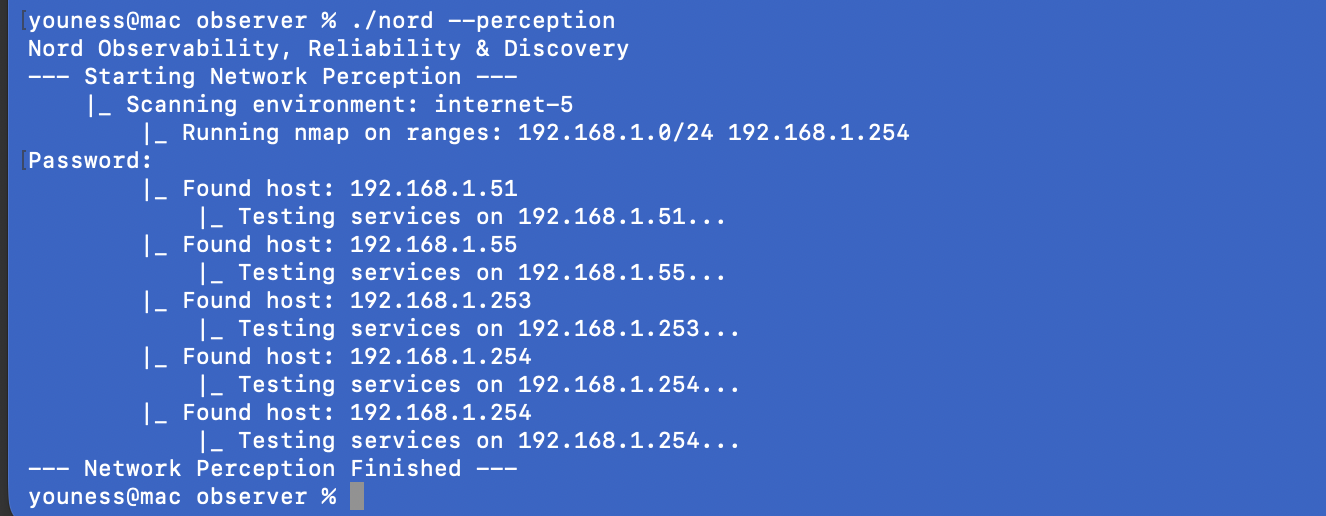 [youness@mac observer % ./nord --perception
Nord Observability, Reliability & Discovery
--- Starting Network Perception ---
|_ Scanning environment: internet-5
|_ Running nmap on ranges: 192.168.1.0/24 192.168.1.254
[Password:
|_ Found host: 192.168.1.51
|_ Testing services on 192.168.1.51...
|_ Found host: 192.168.1.55
|_ Testing services on 192.168.1.55...
|_ Found host: 192.168.1.253
|_ Testing services on 192.168.1.253...
|_ Found host: 192.168.1.254
|_ Testing services on 192.168.1.254...
|_ Found host: 192.168.1.254
|_ Testing services on 192.168.1.254...
--- Network Perception Finished ---
youness@mac observer %